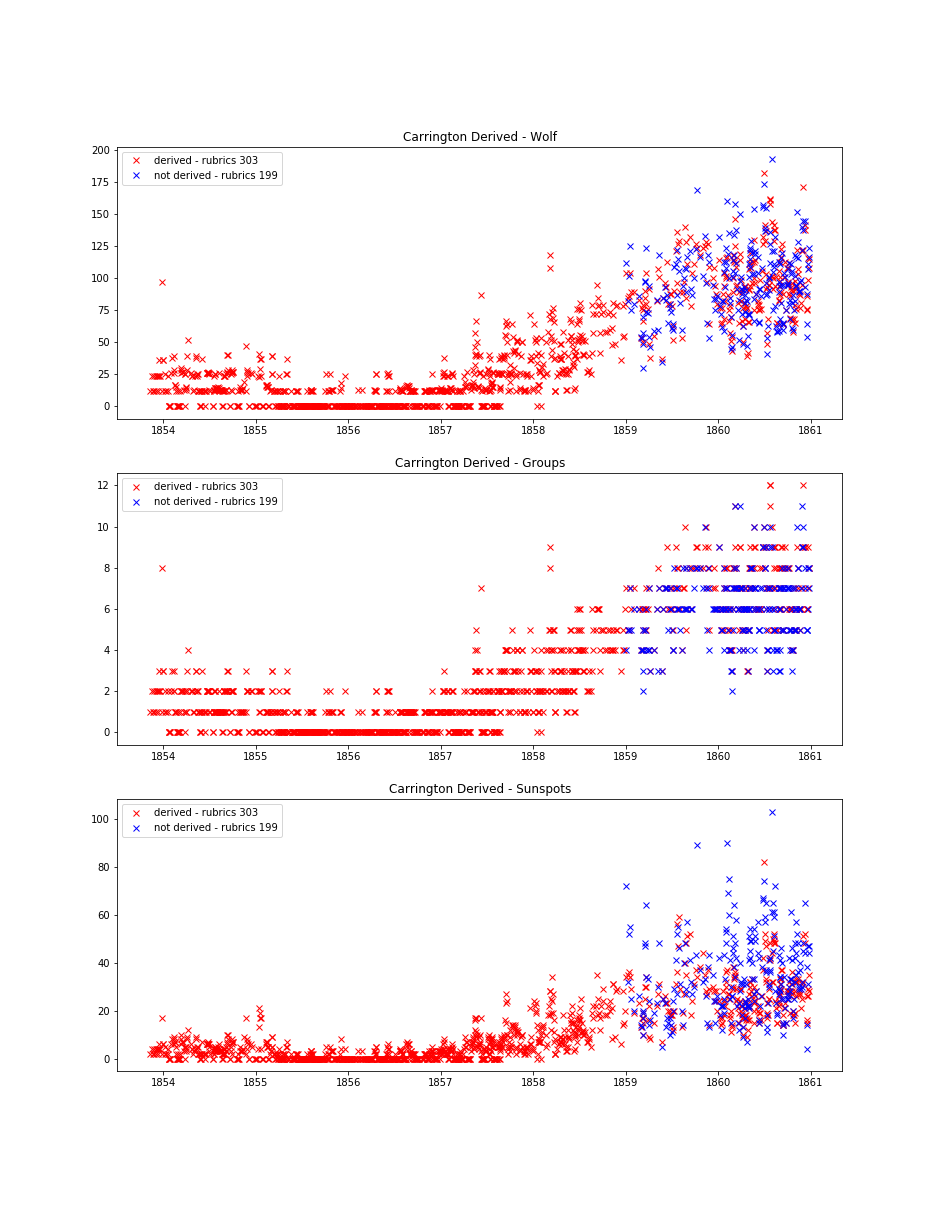 Carrington Derived - Wolf
200
175
150
125
100
75
50
25
0
derived - rubrics 303
not derived - rubrics 199
1854 1855 1856 1857 1858 1859 1860 1861
Carrington Derived - Groups
12
10
8
6
4
2
0
derived - rubrics 303
not derived - rubrics 199
1854 1855 1856 1857 1858 1859 1860 1861
Carrington Derived - Sunspots
100
80
60
40
20
0
derived - rubrics 303
not derived - rubrics 199
1854 1855 1856 1857 1858 1859 1860 1861